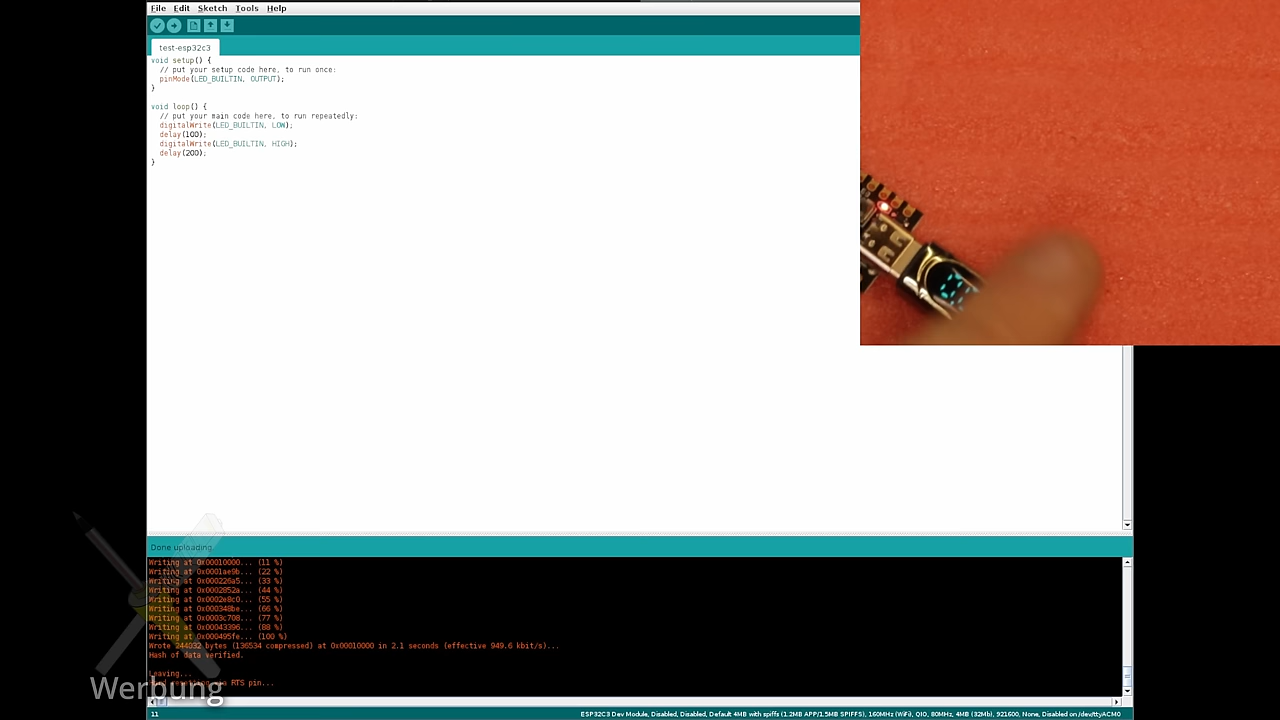 File Edit Sketch Tools Help
test-esp32c3
void setup() {
// put your setup code here, to run once:
pinMode(LED_BUILTIN, OUTPUT);
}
void loop() {
// put your main code here, to run repeatedly:
digitalWrite(LED_BUILTIN, LOW);
delay(100);
digitalWrite(LED_BUILTIN, HIGH);
delay(200);
}
Done uploading.
Writing at 0x00010000... (11 %)
Writing at 0x0001ae9b... (22 %)
Writing at 0x000226a5... (33 %)
Writing at 0x0002852a... (44 %)
Writing at 0x0002e8c0... (55 %)
Writing at 0x000348be... (66 %)
Writing at 0x0003c708... (77 %)
Writing at 0x00043396... (88 %)
Writing at 0x000495fe... (100 %)
Wrote 244032 bytes (136534 compressed) at 0x00010000 in 2.1 seconds (effective 949.6 kbit/s)...
Hash of data verified.
Leaving...
RTS pin...
Werbung
11
ESP32C3 Dev Module, Disabled, Disabled, Default 4MB with spiffs (1.2MB APP/1.5MB SPIFFS), 160MHz (WiFi), QIO, 80MHz, 4MB (32Mb), 921600, None, Disabled on /dev/ttyACM0